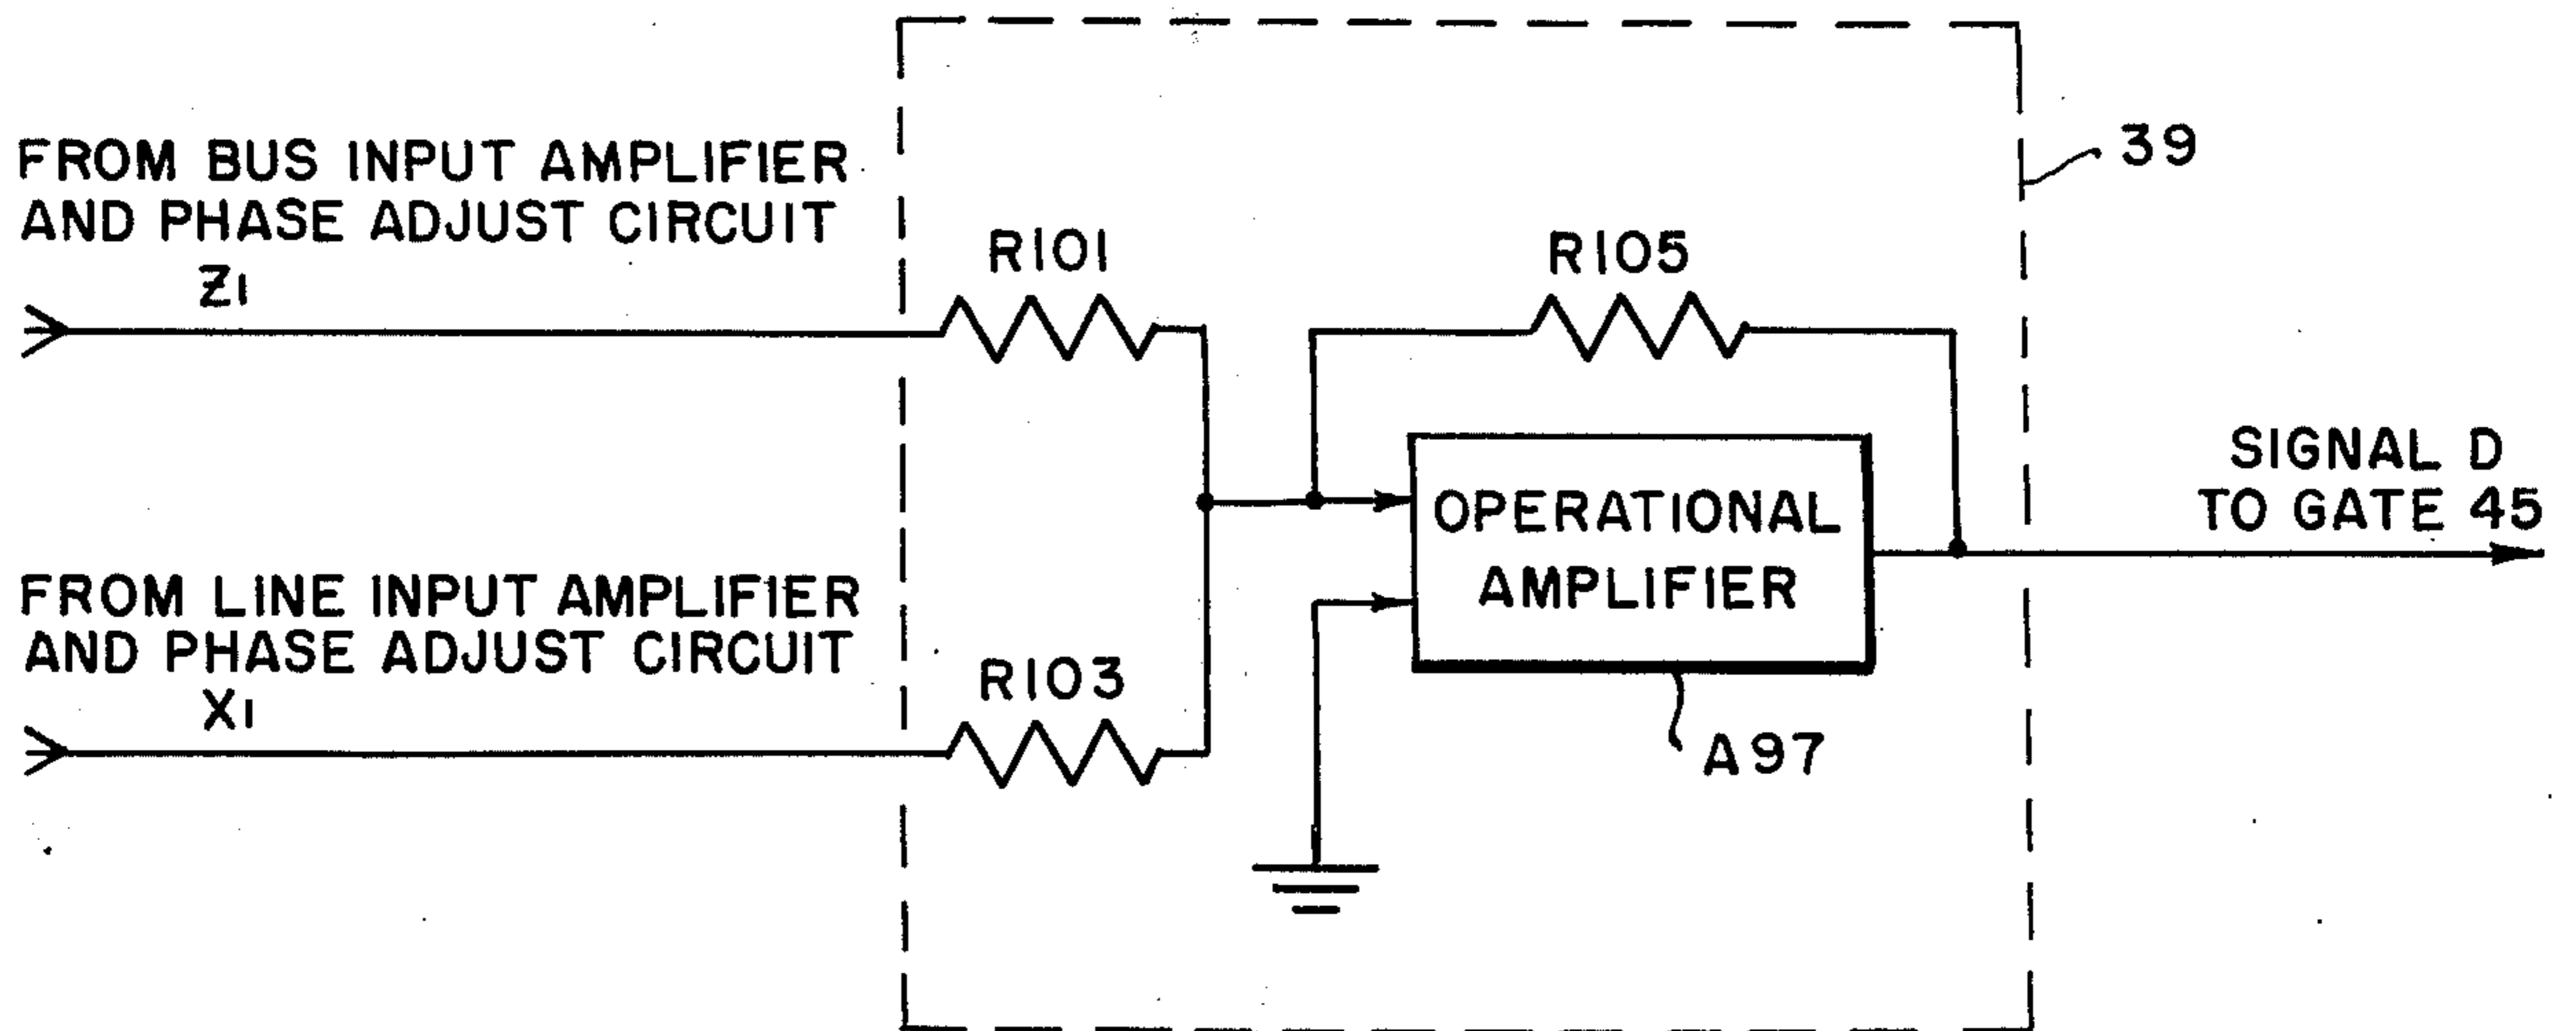 FROM BUS INPUT AMPLIFIER
AND PHASE ADJUST CIRCUIT
Z1
R101
R105
39
SIGNAL D
TO GATE 45
OPERATIONAL
AMPLIFIER
FROM LINE INPUT AMPLIFIER
AND PHASE ADJUST CIRCUIT
X1
R103
A97